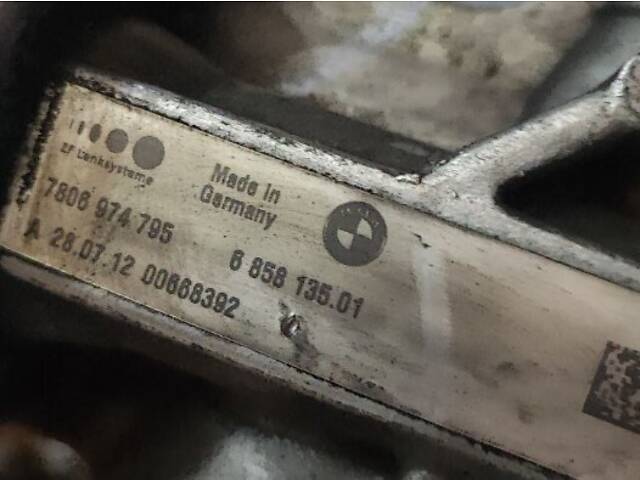 ZF Lenksysteme
Made in
Germany
7806 974 795
6 858 135.01
A 28.07.12 00668392